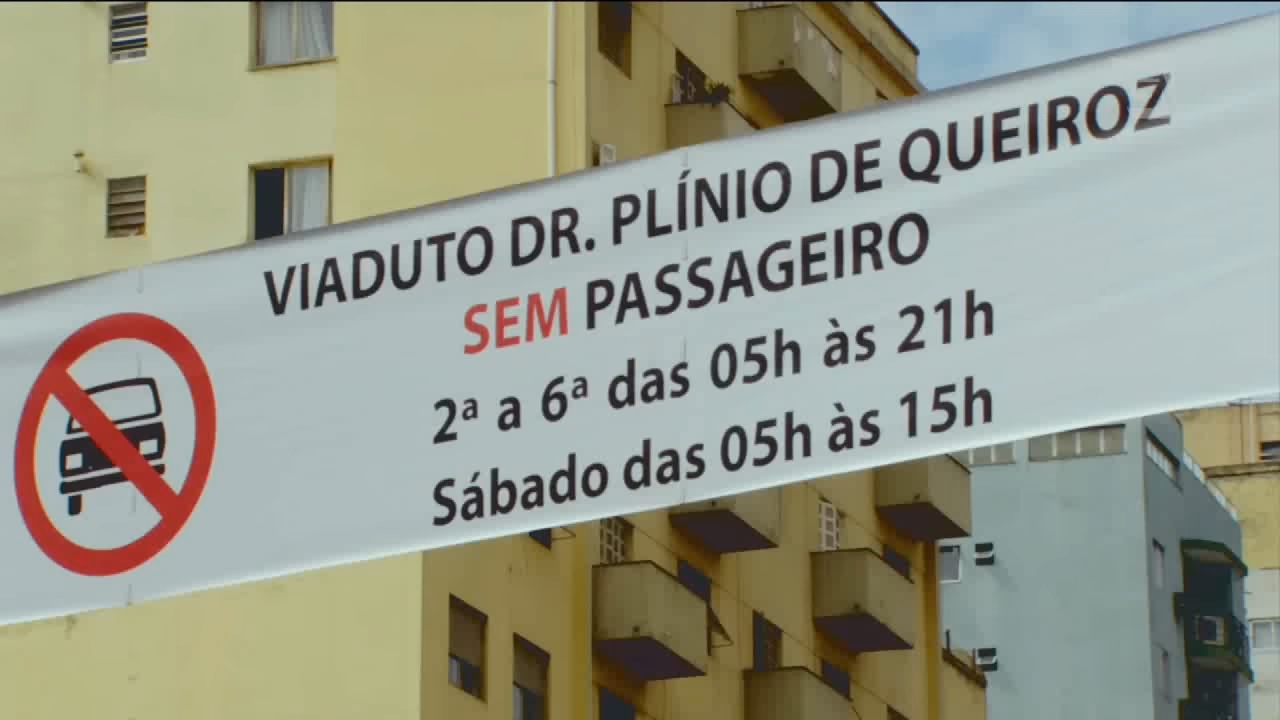 VIADUTO DR. PLÍNIO DE QUEIROZ
SEM PASSAGEIRO
2ª a 6ª das 05h às 21h
Sábado das 05h às 15h